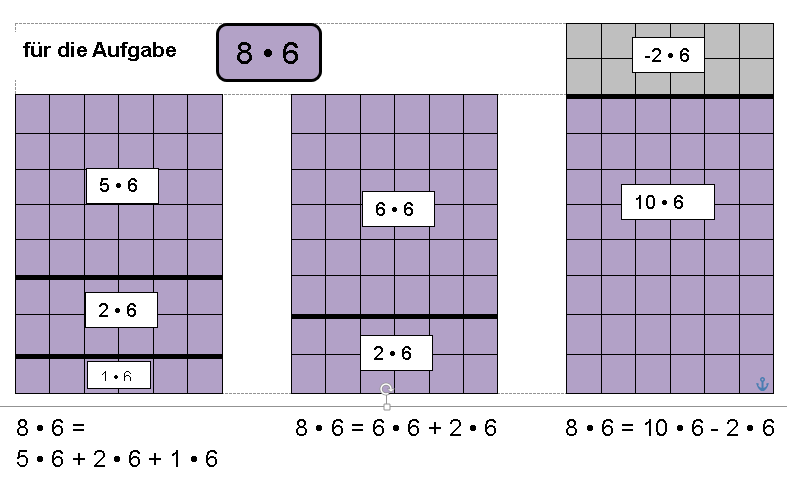 für die Aufgabe
8 • 6
-2 • 6
5 • 6
6 • 6
10 • 6
2 • 6
2 • 6
1 • 6
8 • 6 =
5 • 6 + 2 • 6 + 1 • 6
8 • 6 = 6 • 6 + 2 • 6
8 • 6 = 10 • 6 - 2 • 6